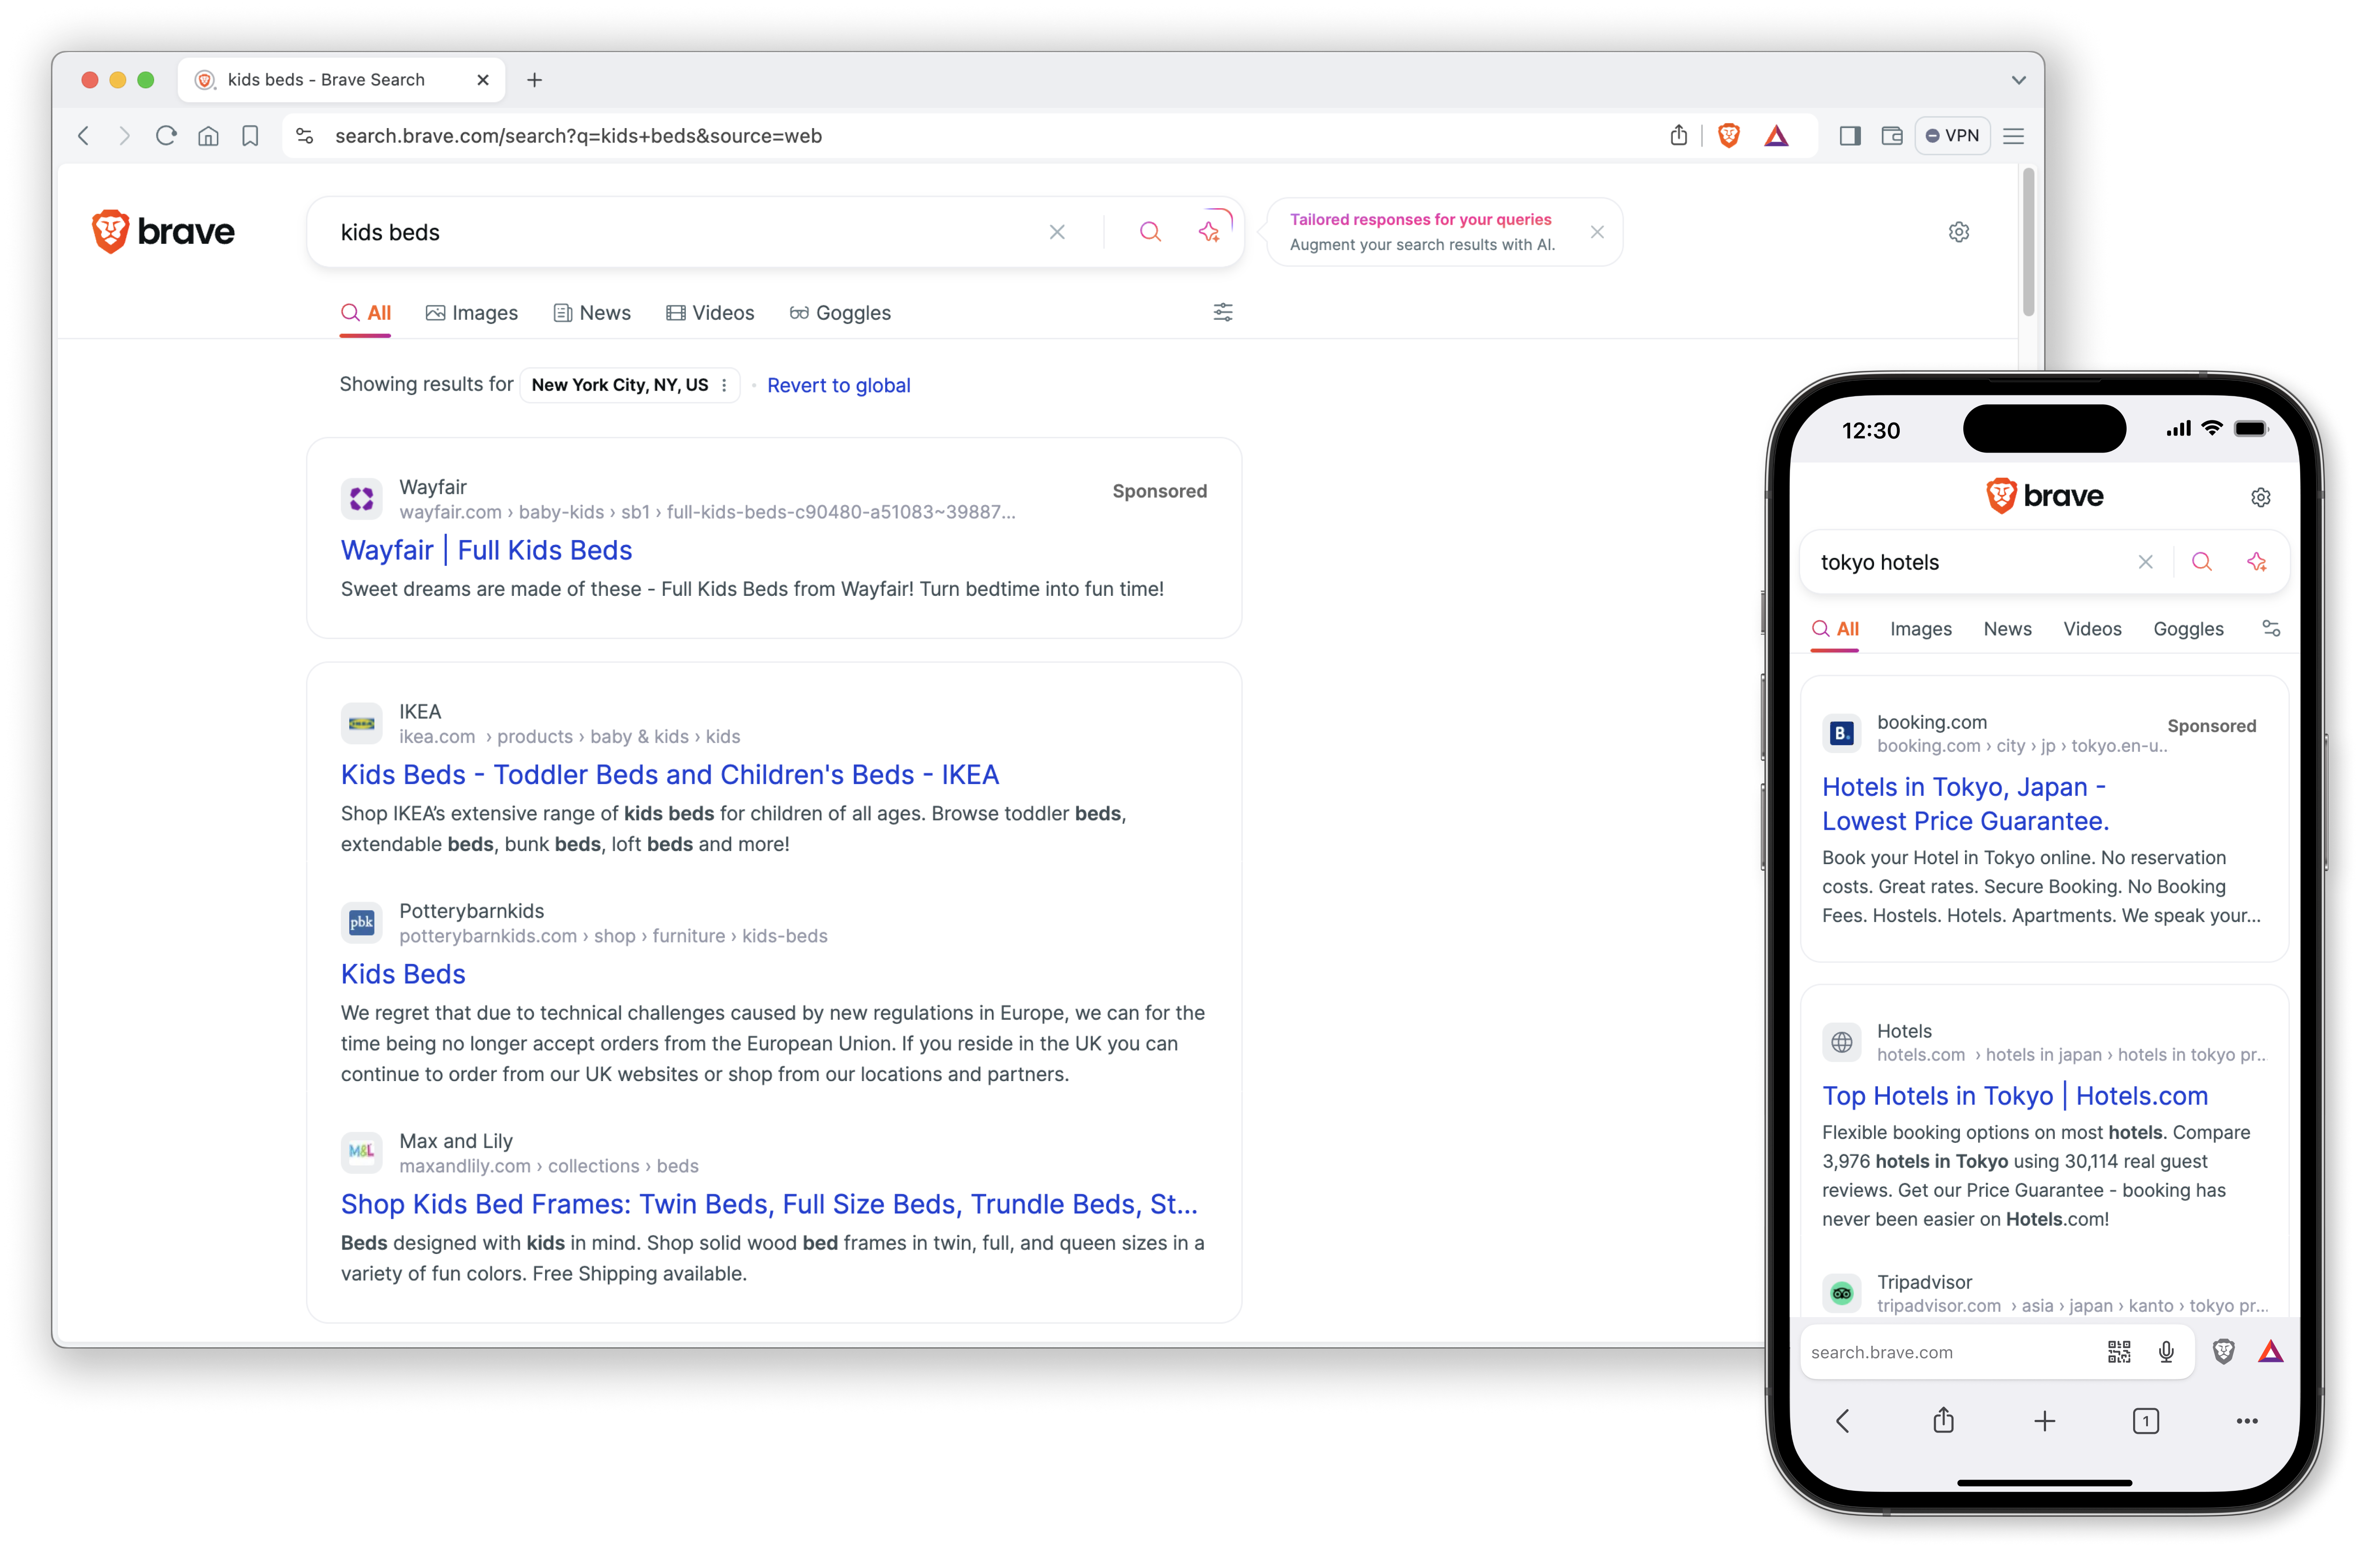 kids beds - Brave Search
search.brave.com/search?q=kids+beds&source=web
VPN
brave
kids beds
Tailored responses for your queries
Augment your search results with AI.
All
Images
News
Videos
Goggles
Showing results for New York City, NY, US Revert to global
Wayfair
wayfair.com › baby-kids › sb1 › full-kids-beds-c90480-a51083~39887...
Sponsored
Wayfair | Full Kids Beds
Sweet dreams are made of these - Full Kids Beds from Wayfair! Turn bedtime into fun time!
IKEA
IKEA
ikea.com › products › baby & kids › kids
Kids Beds - Toddler Beds and Children's Beds - IKEA
Shop IKEA’s extensive range of kids beds for children of all ages. Browse toddler beds,
extendable beds, bunk beds, loft beds and more!
pbk
Potterybarnkids
potterybarnkids.com › shop › furniture › kids-beds
Kids Beds
We regret that due to technical challenges caused by new regulations in Europe, we can for the
time being no longer accept orders from the European Union. If you reside in the UK you can
continue to order from our UK websites or shop from our locations and partners.
M&L
Max and Lily
maxandlily.com › collections › beds
Shop Kids Bed Frames: Twin Beds, Full Size Beds, Trundle Beds, St...
Beds designed with kids in mind. Shop solid wood bed frames in twin, full, and queen sizes in a
variety of fun colors. Free Shipping available.
12:30
brave
tokyo hotels
All
Images
News
Videos
Goggles
B.
booking.com
booking.com › city › jp › tokyo.en-u..
Sponsored
Hotels in Tokyo, Japan -
Lowest Price Guarantee.
Book your Hotel in Tokyo online. No reservation
costs. Great rates. Secure Booking. No Booking
Fees. Hostels. Hotels. Apartments. We speak your...
Hotels
hotels.com › hotels in japan › hotels in tokyo pr..
Top Hotels in Tokyo | Hotels.com
Flexible booking options on most hotels. Compare
3,976 hotels in Tokyo using 30,114 real guest
reviews. Get our Price Guarantee - booking has
never been easier on Hotels.com!
Tripadvisor
tripadvisor.com › asia › japan › kanto › tokyo pr...
search.brave.com
1